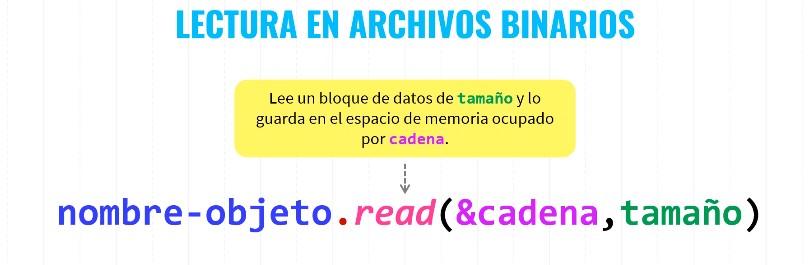 LECTURA EN ARCHIVOS BINARIOS
Lee un bloque de datos de tamaño y lo
guarda en el espacio de memoria ocupado
por cadena.
nombre-objeto.read(&cadena,tamaño)